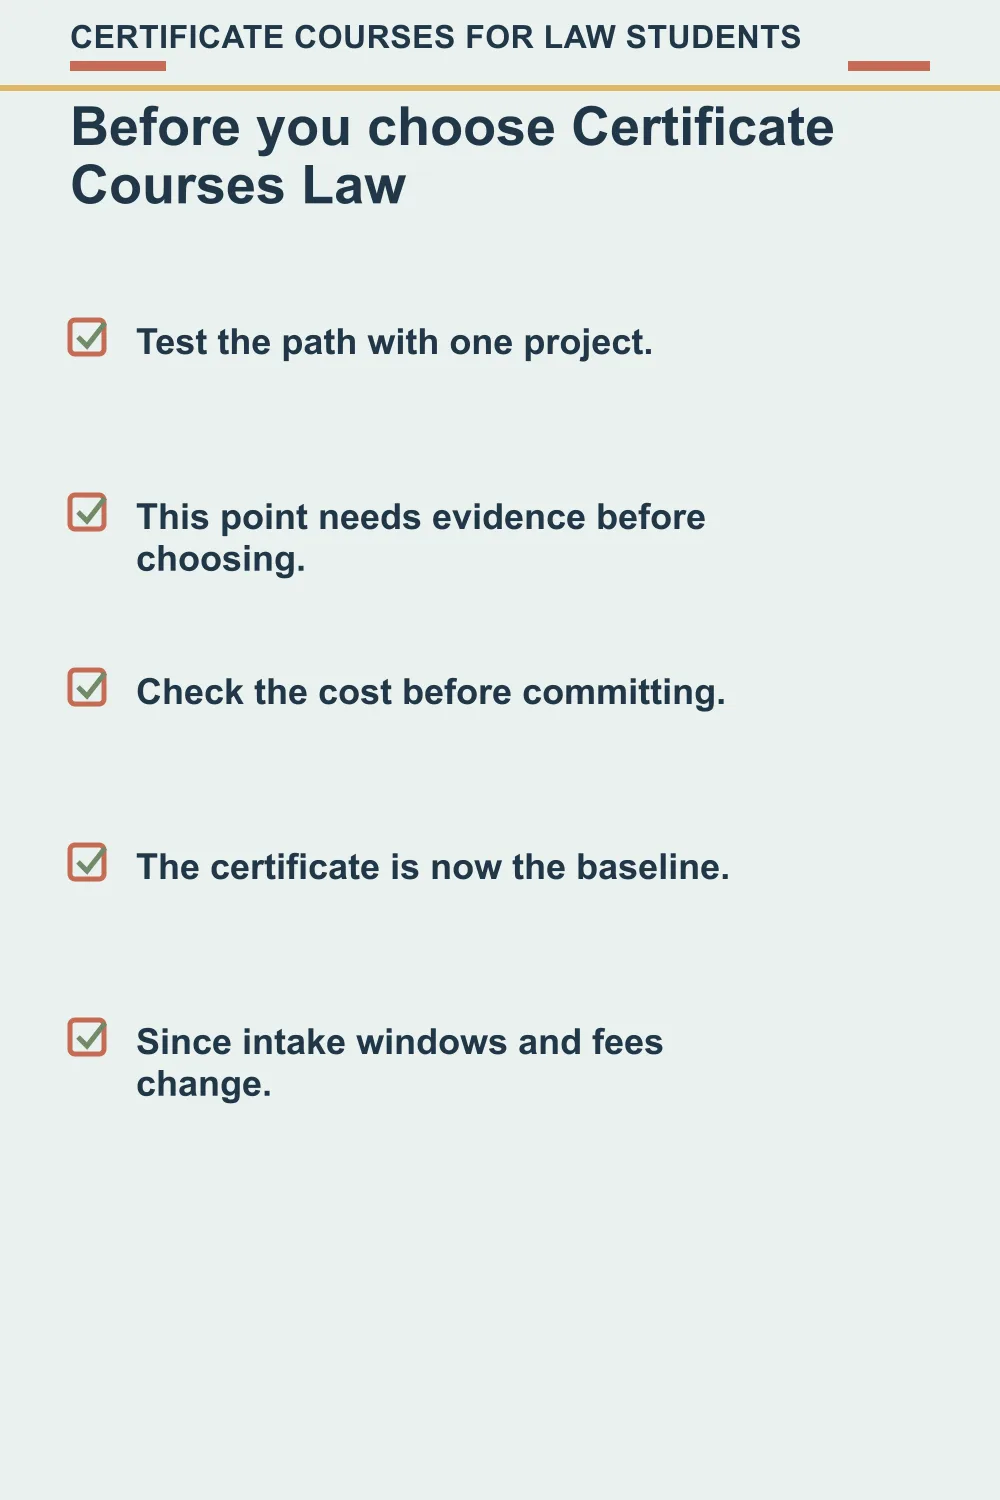 CERTIFICATE COURSES FOR LAW STUDENTS
Before you choose Certificate
Courses Law
Test the path with one project.
This point needs evidence before
choosing.
Check the cost before committing.
The certificate is now the baseline.
Since intake windows and fees
change.